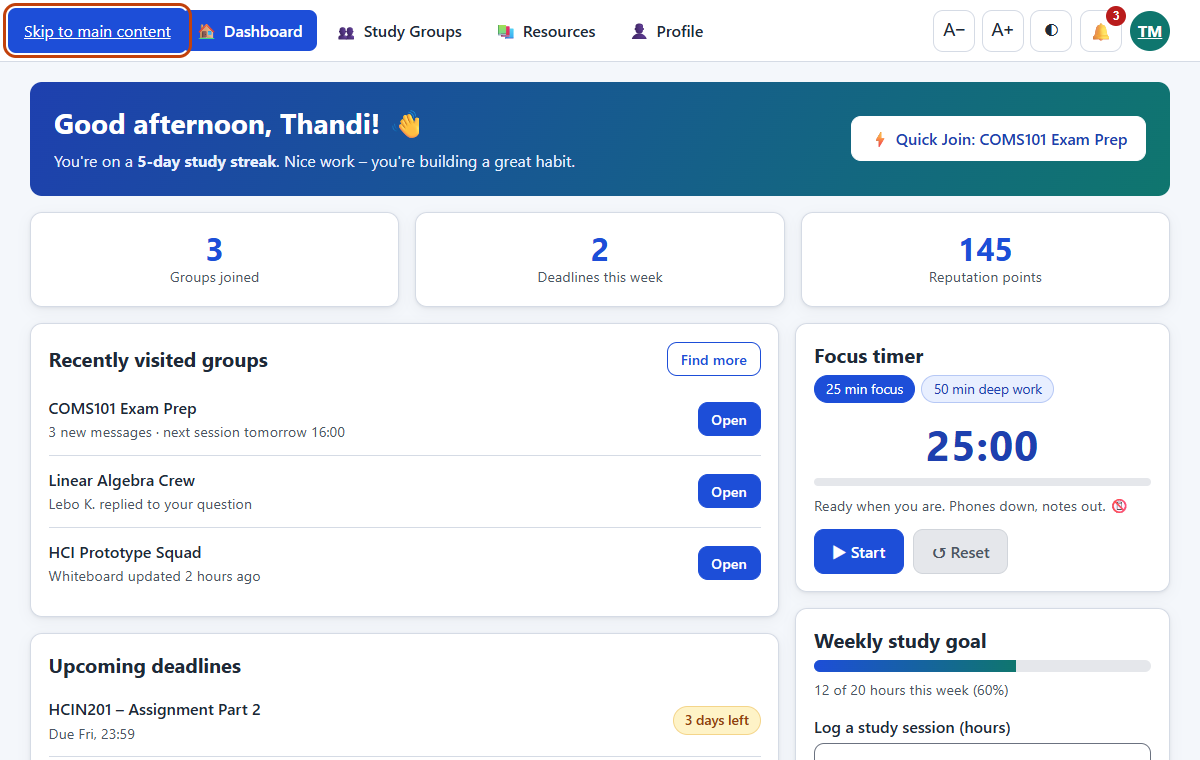 Skip to main content
Dashboard
Study Groups
Resources
Profile
A−
A+
3
TM
Good afternoon, Thandi!
You're on a 5-day study streak. Nice work – you're building a great habit.
Quick Join: COMS101 Exam Prep
3
Groups joined
2
Deadlines this week
145
Reputation points
Recently visited groups
Find more
COMS101 Exam Prep
3 new messages · next session tomorrow 16:00
Open
Linear Algebra Crew
Lebo K. replied to your question
Open
HCI Prototype Squad
Whiteboard updated 2 hours ago
Open
Upcoming deadlines
HCIN201 – Assignment Part 2
Due Fri, 23:59
3 days left
Focus timer
25 min focus
50 min deep work
25:00
Ready when you are. Phones down, notes out.
▶ Start
↺ Reset
Weekly study goal
12 of 20 hours this week (60%)
Log a study session (hours)